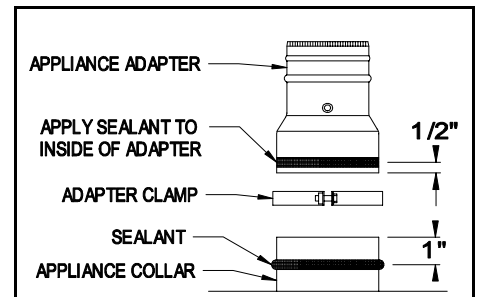 APPLIANCE ADAPTER
APPLY SEALANT TO
INSIDE OF ADAPTER
1/2"
ADAPTER CLAMP
SEALANT
1"
APPLIANCE COLLAR